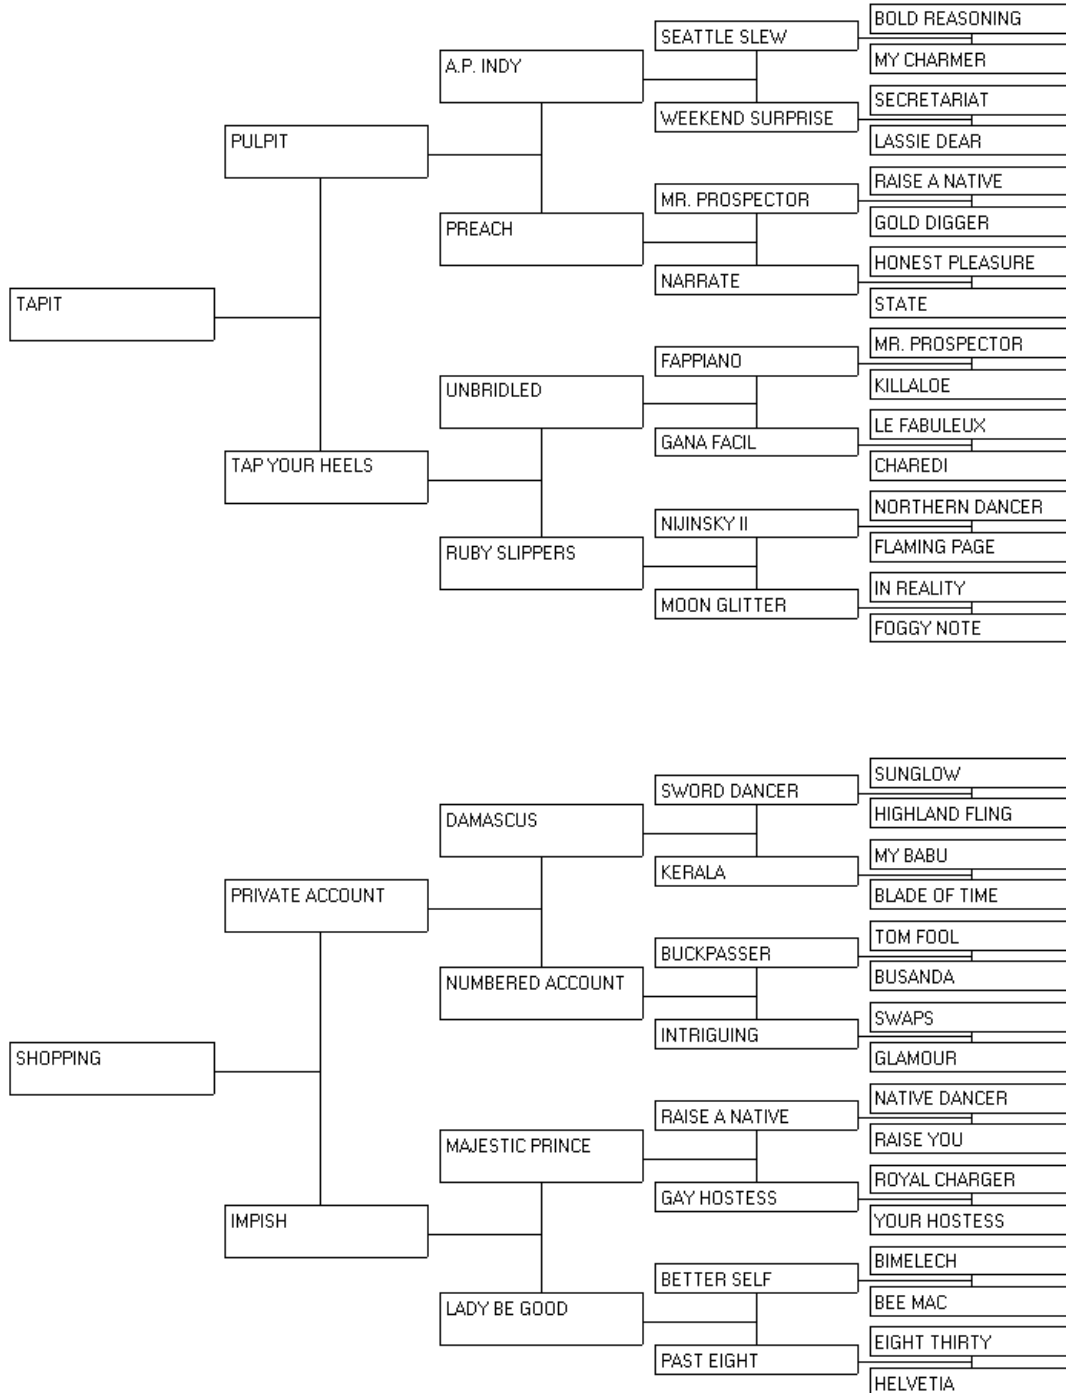 BOLD REASONING
SEATTLE SLEW
MY CHARMER
A.P. INDY
SECRETARIAT
WEEKEND SURPRISE
LASSIE DEAR
PULPIT
RAISE A NATIVE
MR. PROSPECTOR
GOLD DIGGER
PREACH
HONEST PLEASURE
NARRATE
STATE
TAPIT
MR. PROSPECTOR
FAPPIANO
KILLALOE
UNBRIDLED
LE FABULEUX
GANA FACIL
CHAREDI
TAP YOUR HEELS
NORTHERN DANCER
NIJINSKY II
FLAMING PAGE
RUBY SLIPPERS
IN REALITY
MOON GLITTER
FOGGY NOTE
SUNGLOW
SWORD DANCER
HIGHLAND FLING
DAMASCUS
MY BABU
KERALA
BLADE OF TIME
PRIVATE ACCOUNT
TOM FOOL
BUCKPASSER
BUSANDA
NUMBERED ACCOUNT
SWAPS
INTRIGUING
GLAMOUR
SHOPPING
NATIVE DANCER
RAISE A NATIVE
RAISE YOU
MAJESTIC PRINCE
ROYAL CHARGER
GAY HOSTESS
YOUR HOSTESS
IMPISH
BIMELECH
BETTER SELF
BEE MAC
LADY BE GOOD
EIGHT THIRTY
PAST EIGHT
HELVETIA